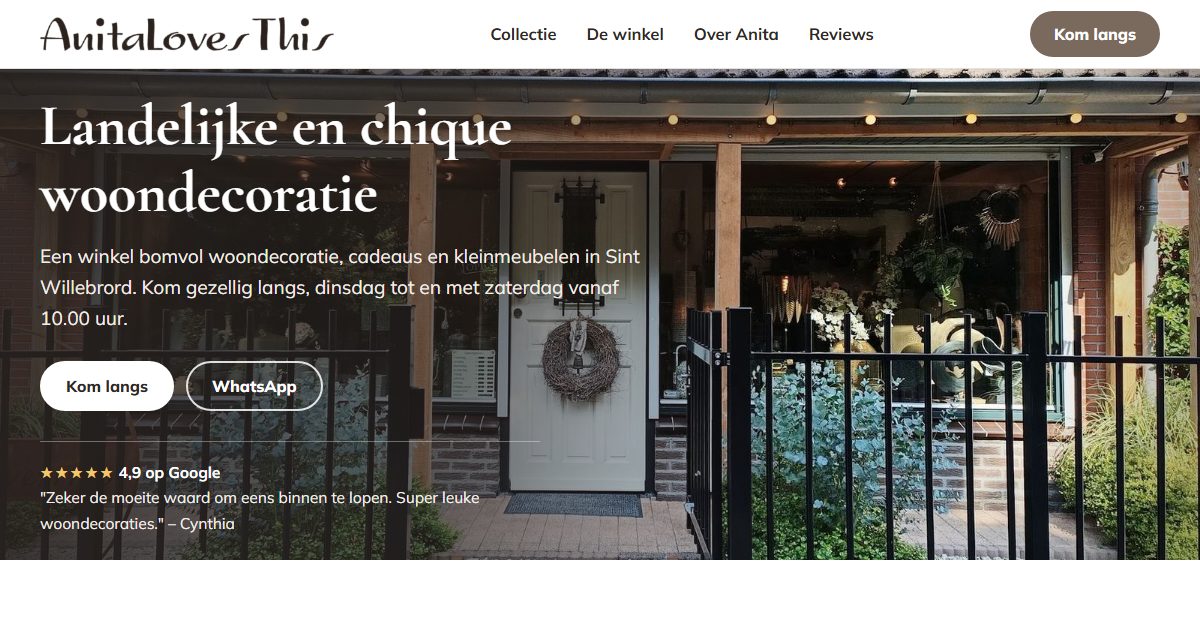 AnitaLovesThis
Collectie De winkel Over Anita Reviews
Kom langs
Landelijke en chique
woondecoratie
Een winkel bomvol woondecoratie, cadeaus en kleinmeubelen in Sint
Willebrord. Kom gezellig langs, dinsdag tot en met zaterdag vanaf
10.00 uur.
Kom langs WhatsApp
★★★★★ 4,9 op Google
"Zeker de moeite waard om eens binnen te lopen. Super leuke
woondecoraties." – Cynthia